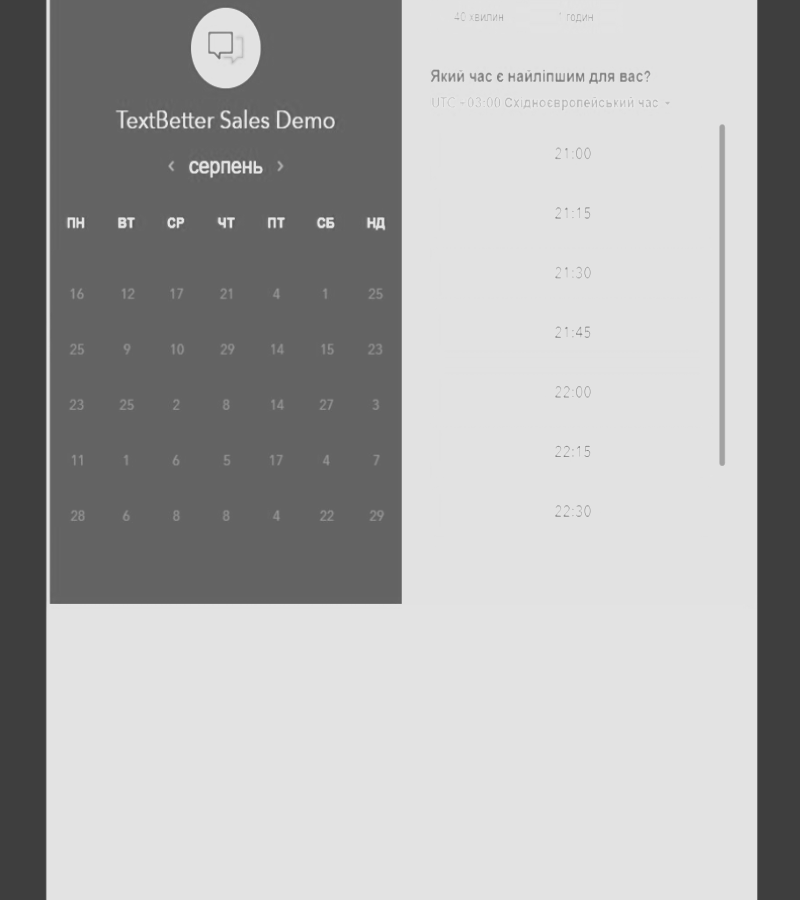 TextBetter Sales Demo
‹ серпень ›
ПН ВТ СР ЧТ ПТ СБ НД
16 12 17 21 4 1 25
25 9 10 29 14 15 23
23 25 2 8 14 27 3
11 1 6 5 17 4 7
28 6 8 8 4 22 29
40 хвилин 1 годин
Який час є найліпшим для вас?
UTC +03:00 Східноєвропейський час
21:00
21:15
21:30
21:45
22:00
22:15
22:30